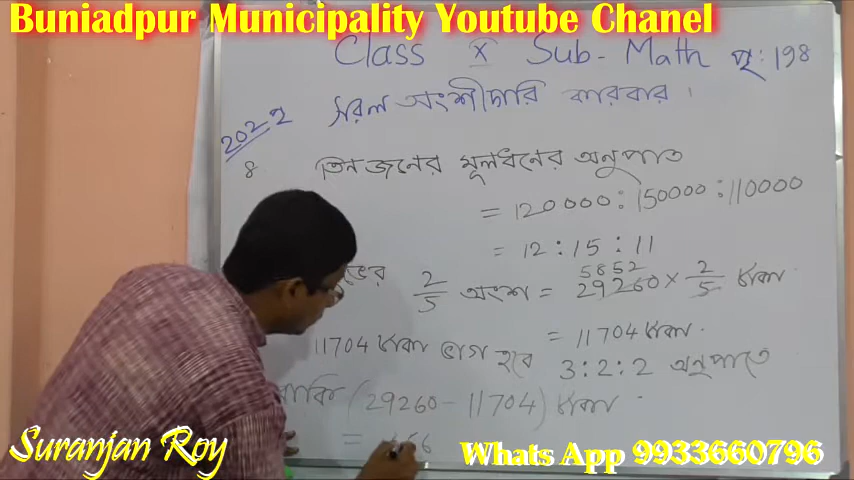 Buniadpur Municipality Youtube Chanel
Class X Sub- Math পৃ: 198
সরল অংশীদারি কারবার ।
2022
8. তিনজনের মূলধনের অনুপাত
= 120000:150000:110000
= 12:15:11
2/5 অংশ = 29260 × 2/5 টাকা
5852
= 11704 টাকা.
11704 টাকা ভাগ হবে 3:2:2 অনুপাতে
বাকি (29260 - 11704) টাকা .
=
Suranjan Roy
Whats App 9933660796